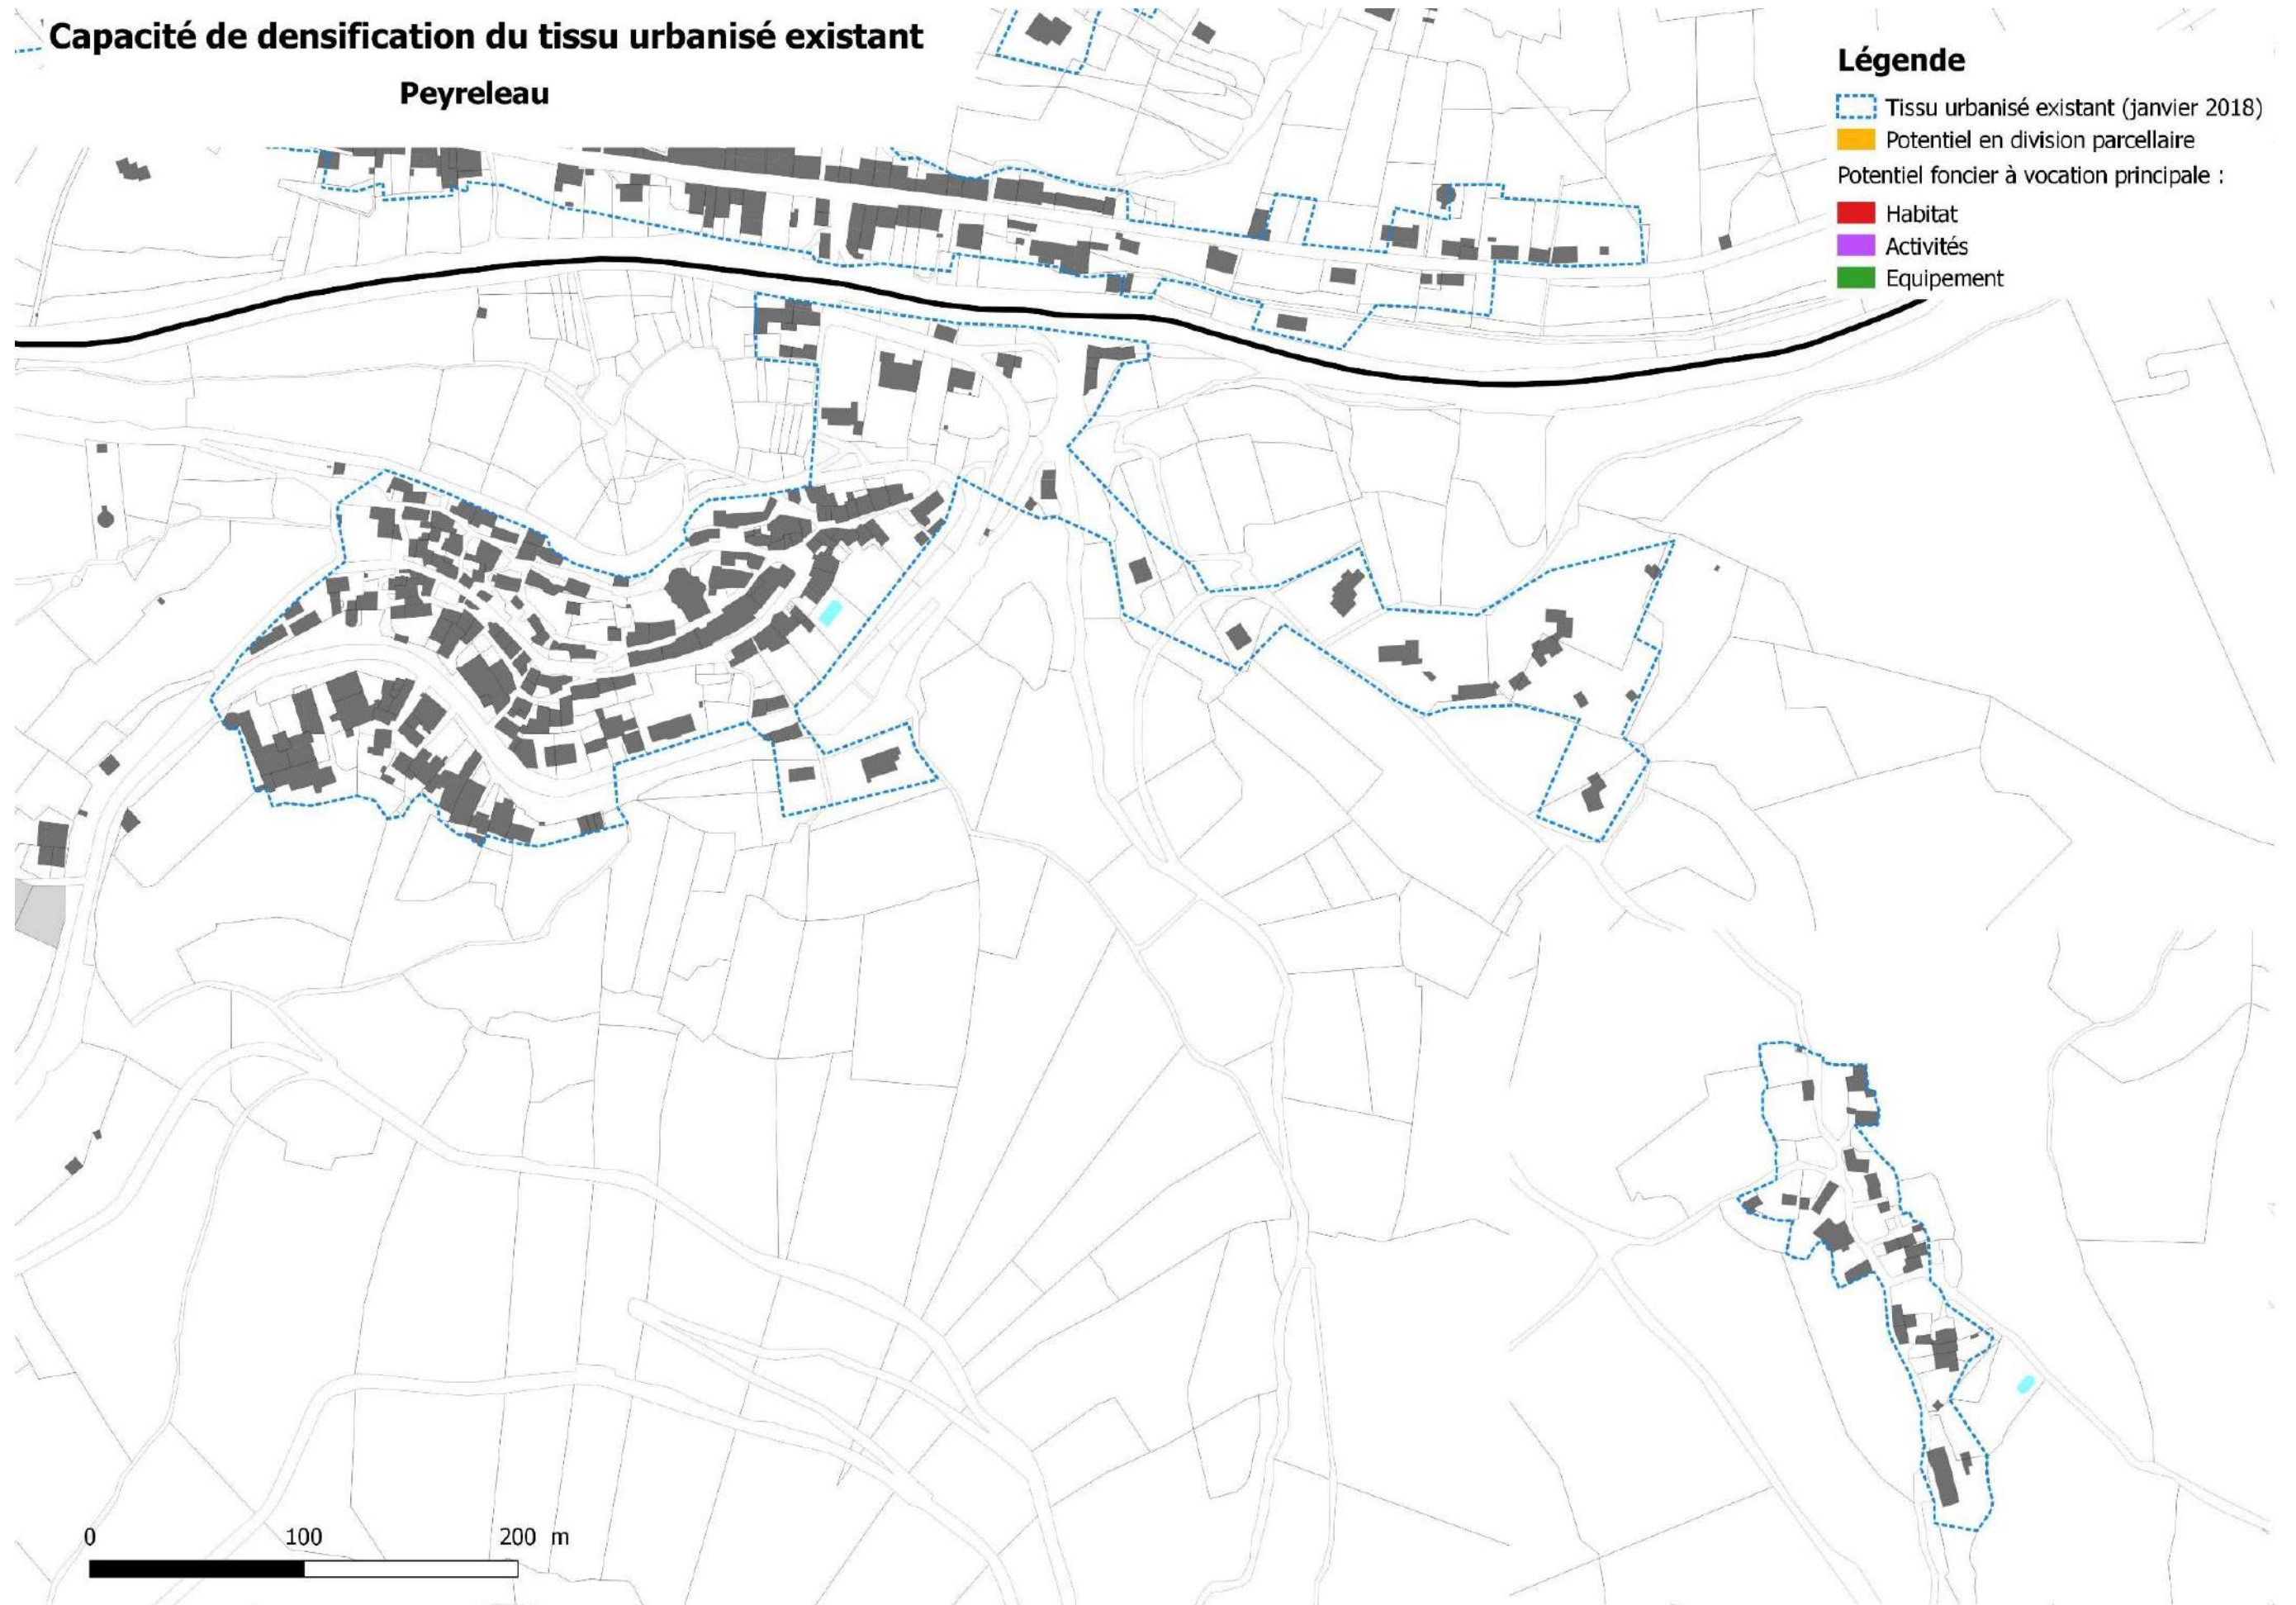 Capacité de densification du tissu urbanisé existant
Peyreleau
Légende
Tissu urbanisé existant (janvier 2018)
Potentiel en division parcellaire
Potentiel foncier à vocation principale :
Habitat
Activités
Equipement
0 100 200 m